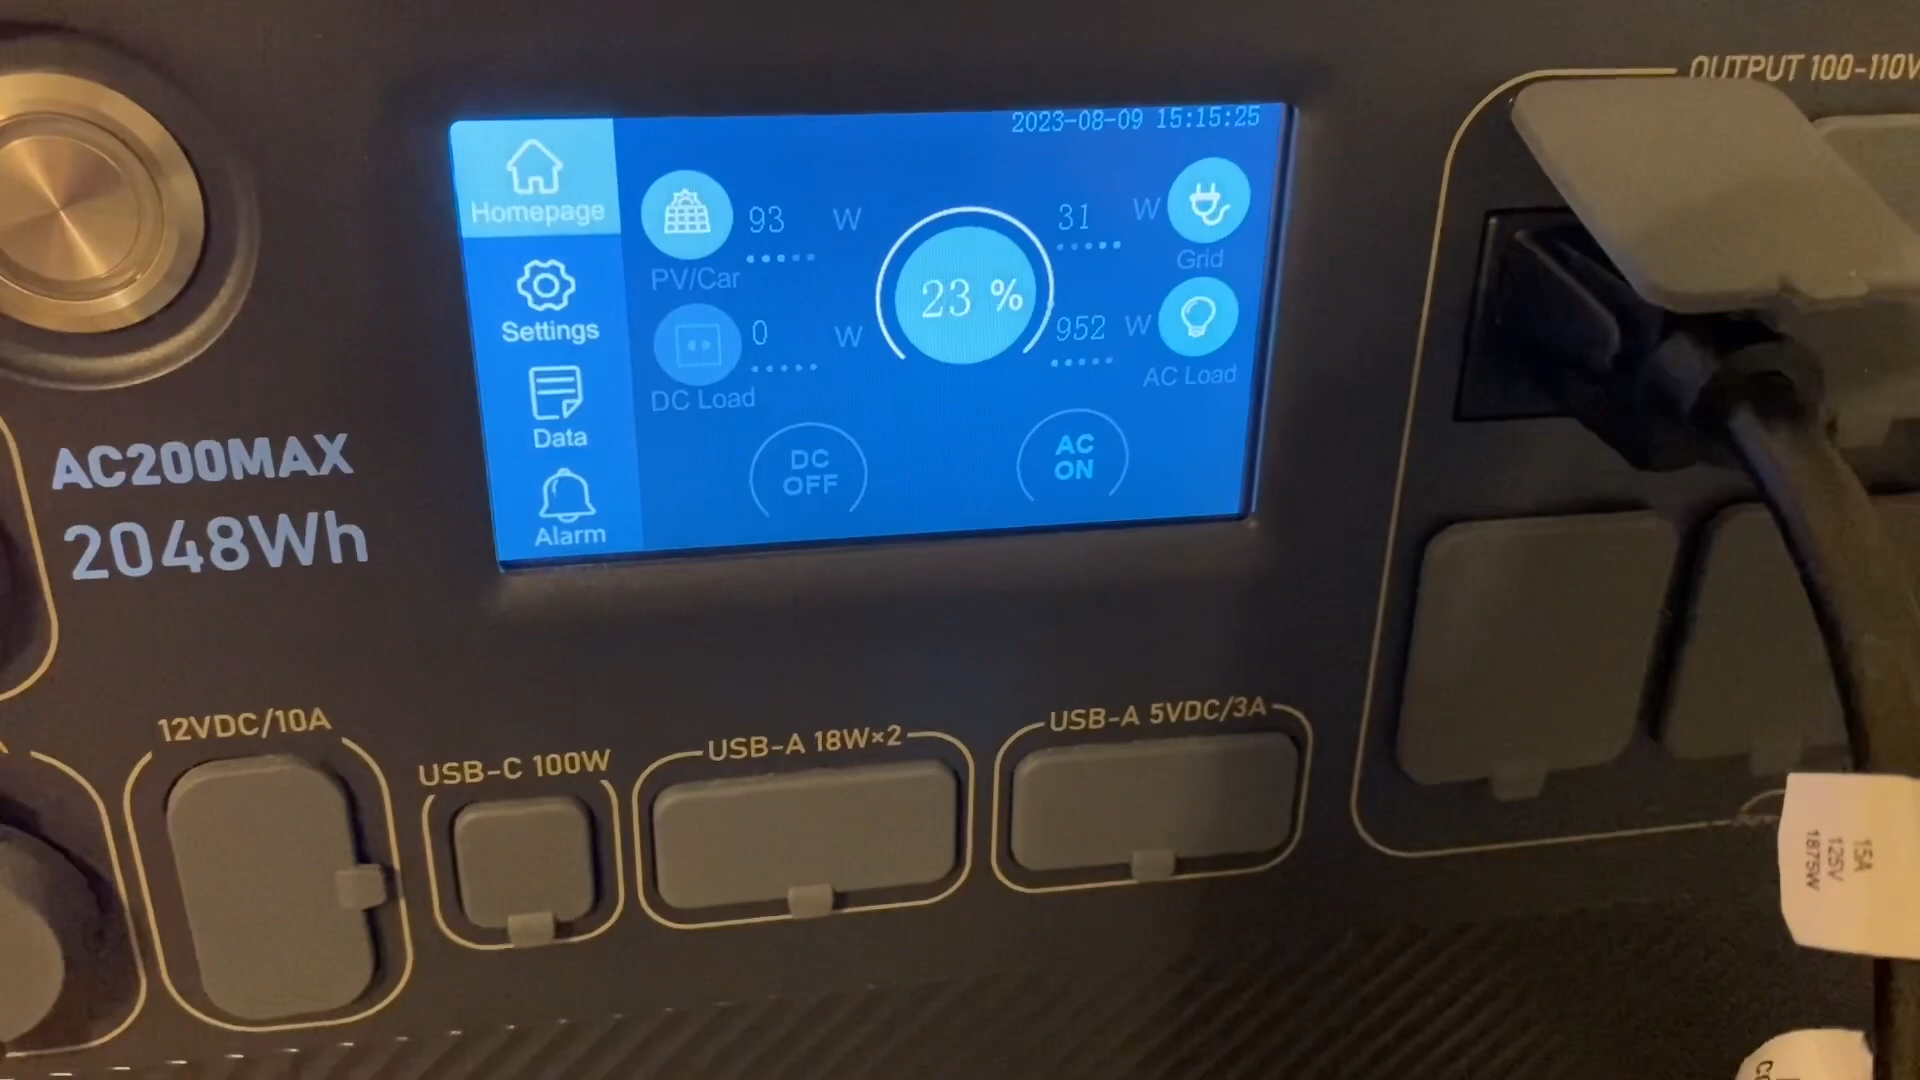 OUTPUT 100-110V
2023-08-09 15:15:25
Homepage
93 W
PV/Car
31 W
Grid
23 %
Settings
0 W
DC Load
952 W
AC Load
Data
DC
OFF
AC
ON
Alarm
AC200MAX
2048Wh
12VDC/10A
USB-C 100W
USB-A 18W×2
USB-A 5VDC/3A
15A
125V
1875W